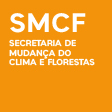 SMCF
SECRETARIA DE
MUDANÇA DO
CLIMA E FLORESTAS